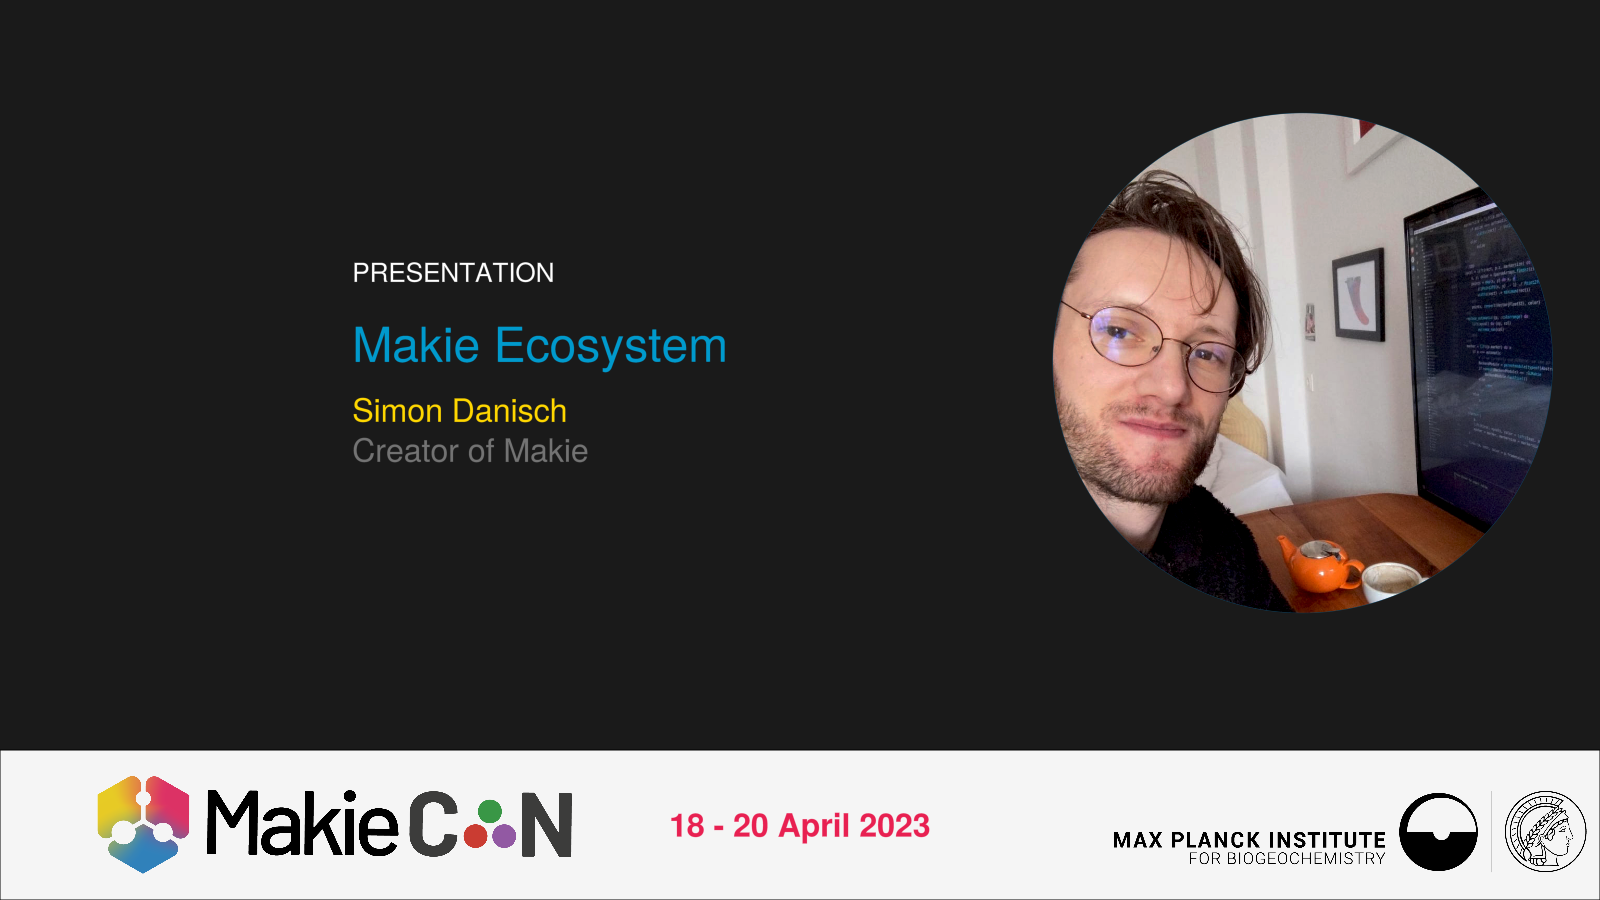 PRESENTATION
Makie Ecosystem
Simon Danisch
Creator of Makie
MakieCON
18 - 20 April 2023
MAX PLANCK INSTITUTE
FOR BIOGEOCHEMISTRY